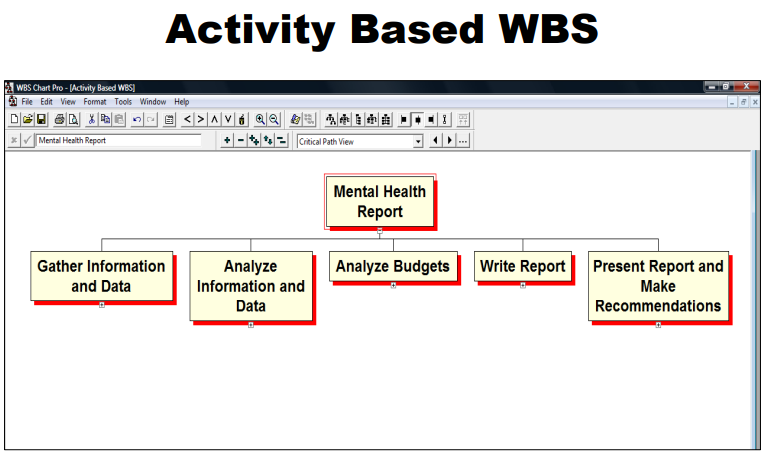 Activity Based WBS
WBS Chart Pro - [Activity Based WBS]
File Edit View Format Tools Window Help
Mental Health Report
Critical Path View
Mental Health
Report
Gather Information
and Data
Analyze
Information and
Data
Analyze Budgets
Write Report
Present Report and
Make
Recommendations